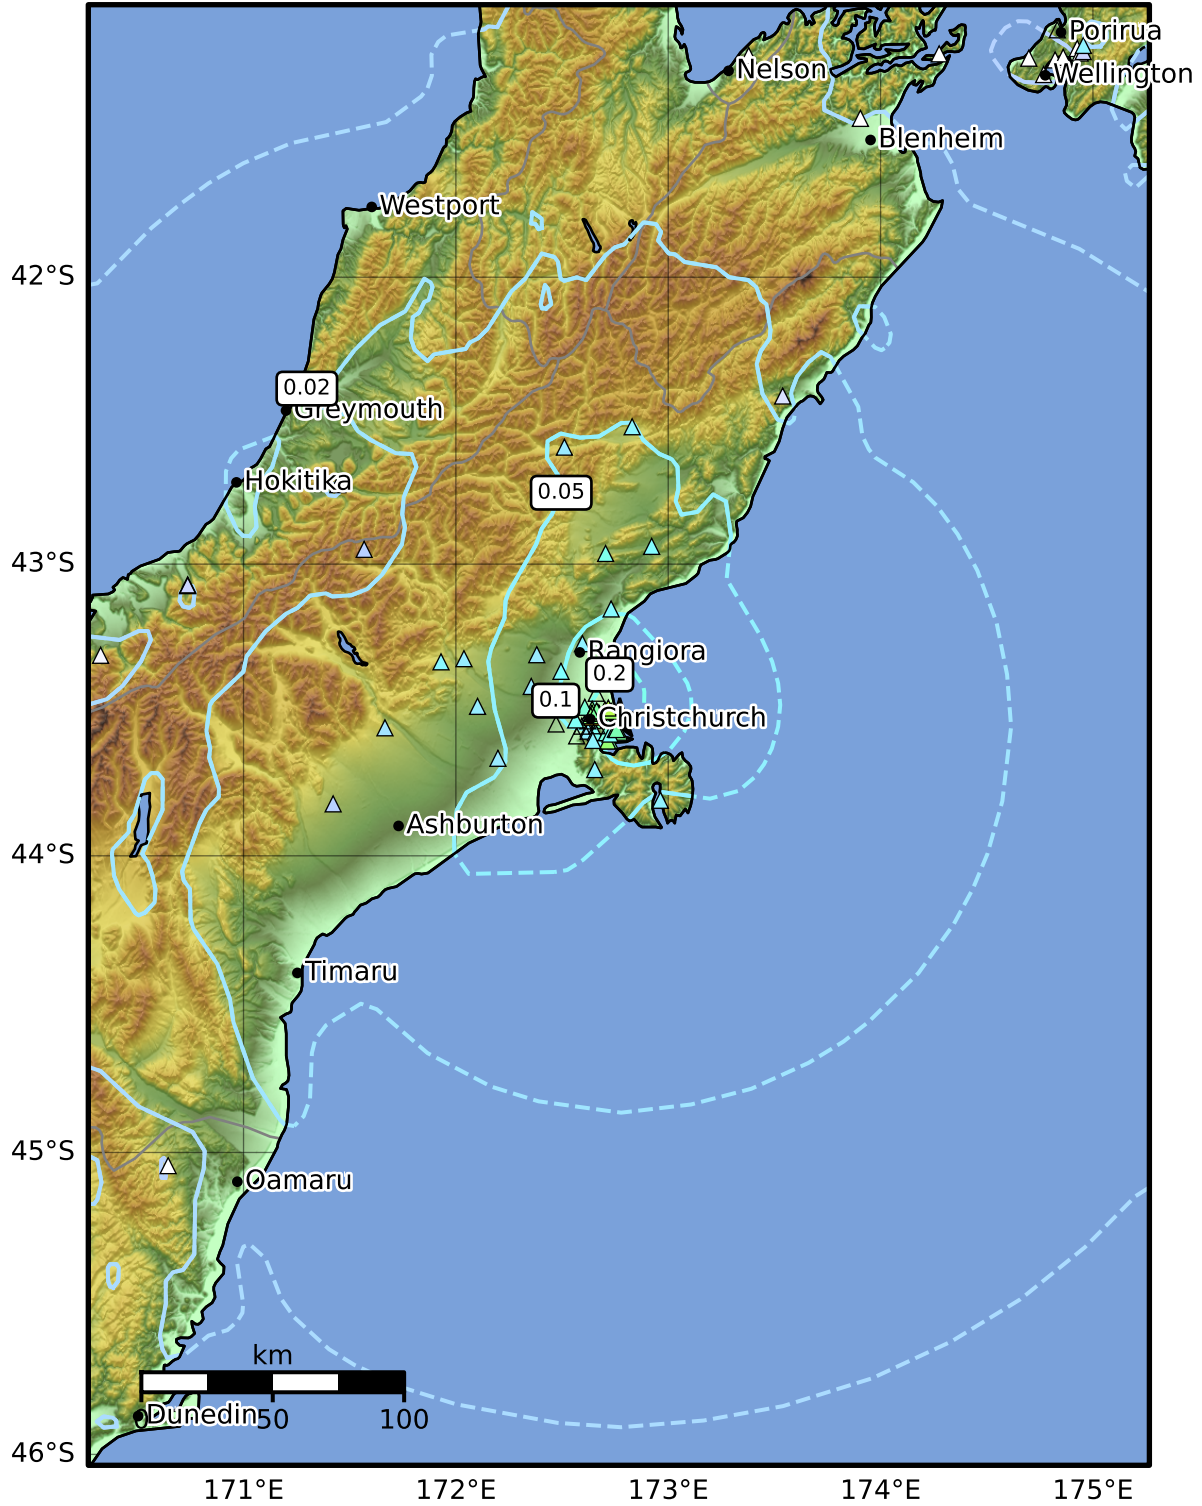 Porirua
Nelson
Wellington
Blenheim
Westport
42°S
0.02
Greymouth
Hokitika
0.05
43°S
Rangiora
0.2
0.1
Christchurch
Ashburton
44°S
Timaru
45°S
Oamaru
km
Dunedin
0 50 100
46°S
171°E 172°E 173°E 174°E 175°E